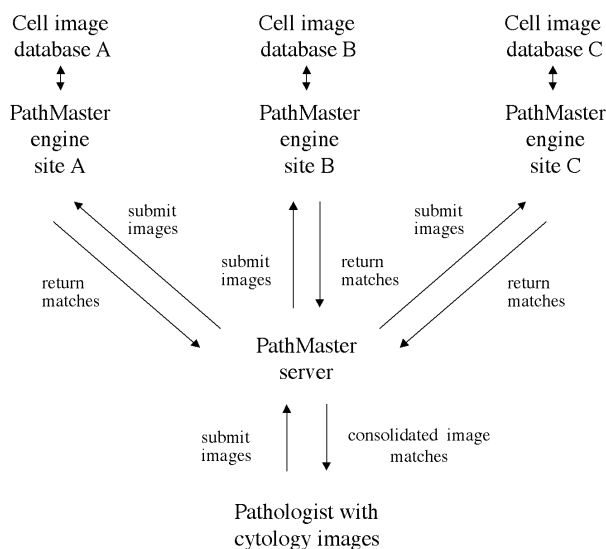 Cell image
database A
Cell image
database B
Cell image
database C
PathMaster
engine
site A
PathMaster
engine
site B
PathMaster
engine
site C
submit
images
return
matches
submit
images
return
matches
submit
images
return
matches
PathMaster
server
submit
images
consolidated image
matches
Pathologist with
cytology images